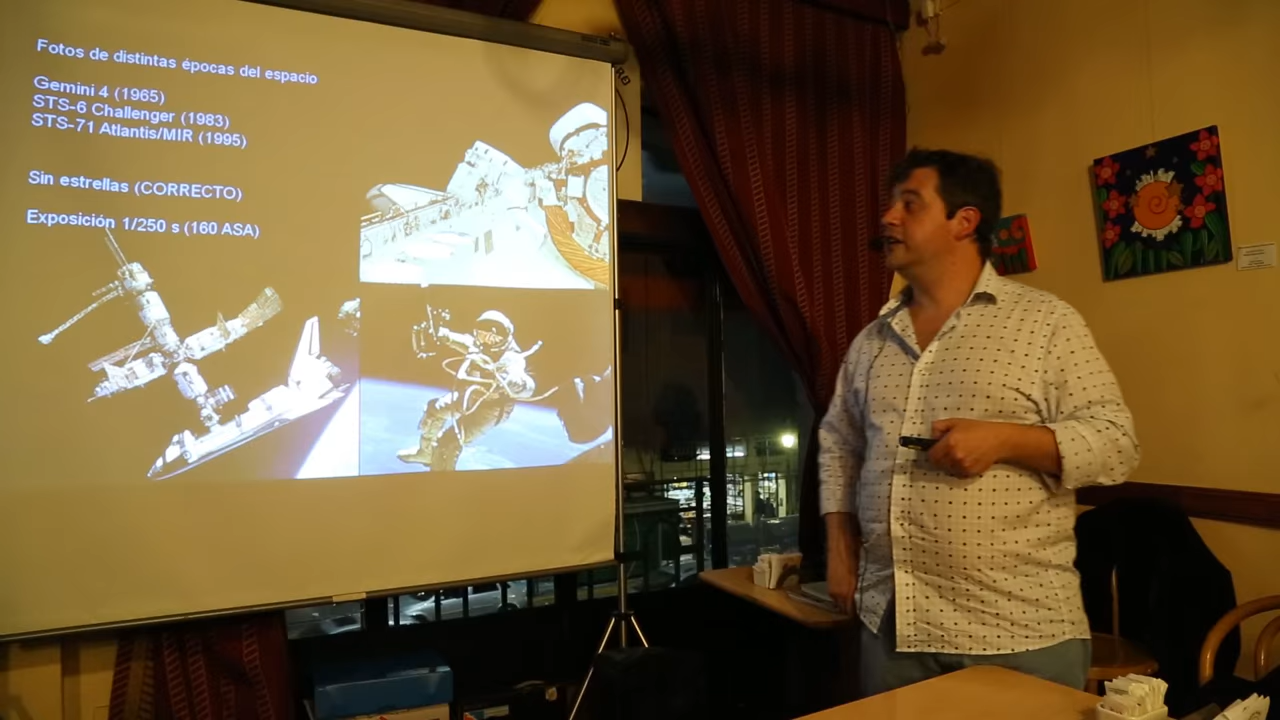 Fotos de distintas épocas del espacio
Gemini 4 (1965)
STS-6 Challenger (1983)
STS-71 Atlantis/MIR (1995)
Sin estrellas (CORRECTO)
Exposición 1/250 s (160 ASA)